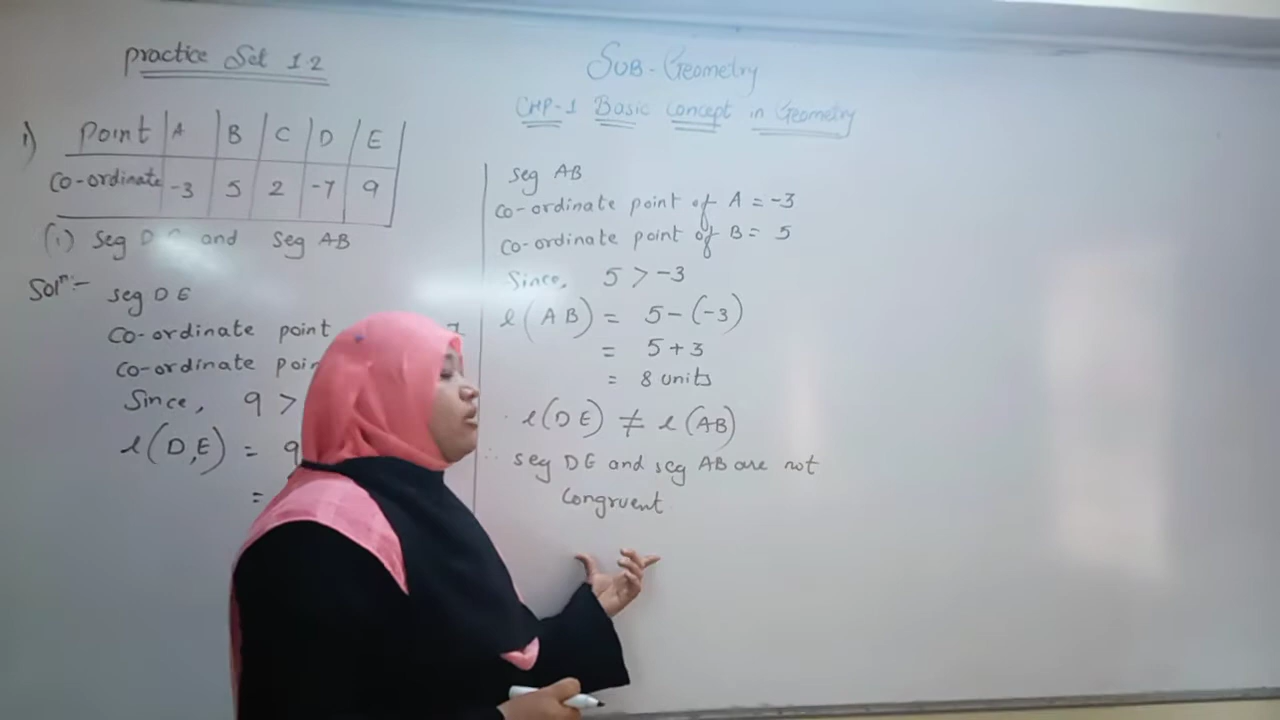 practice Set 1.2
SUB - Geometry
CHP-1 Basic Concept in Geometry
1)
Point A B C D E
Co-ordinate -3 5 2 -7 9
(i) seg D and seg AB
Solⁿ:- seg DE
Co-ordinate point
Co-ordinate
Since, 9 >
l(D,E) = 9
=
seg AB
Co-ordinate point of A = -3
Co-ordinate point of B = 5
Since, 5 > -3
l(AB) = 5-(-3)
= 5+3
= 8 units
l(DE) ≠ l(AB)
∴ seg DE and seg AB are not
Congruent